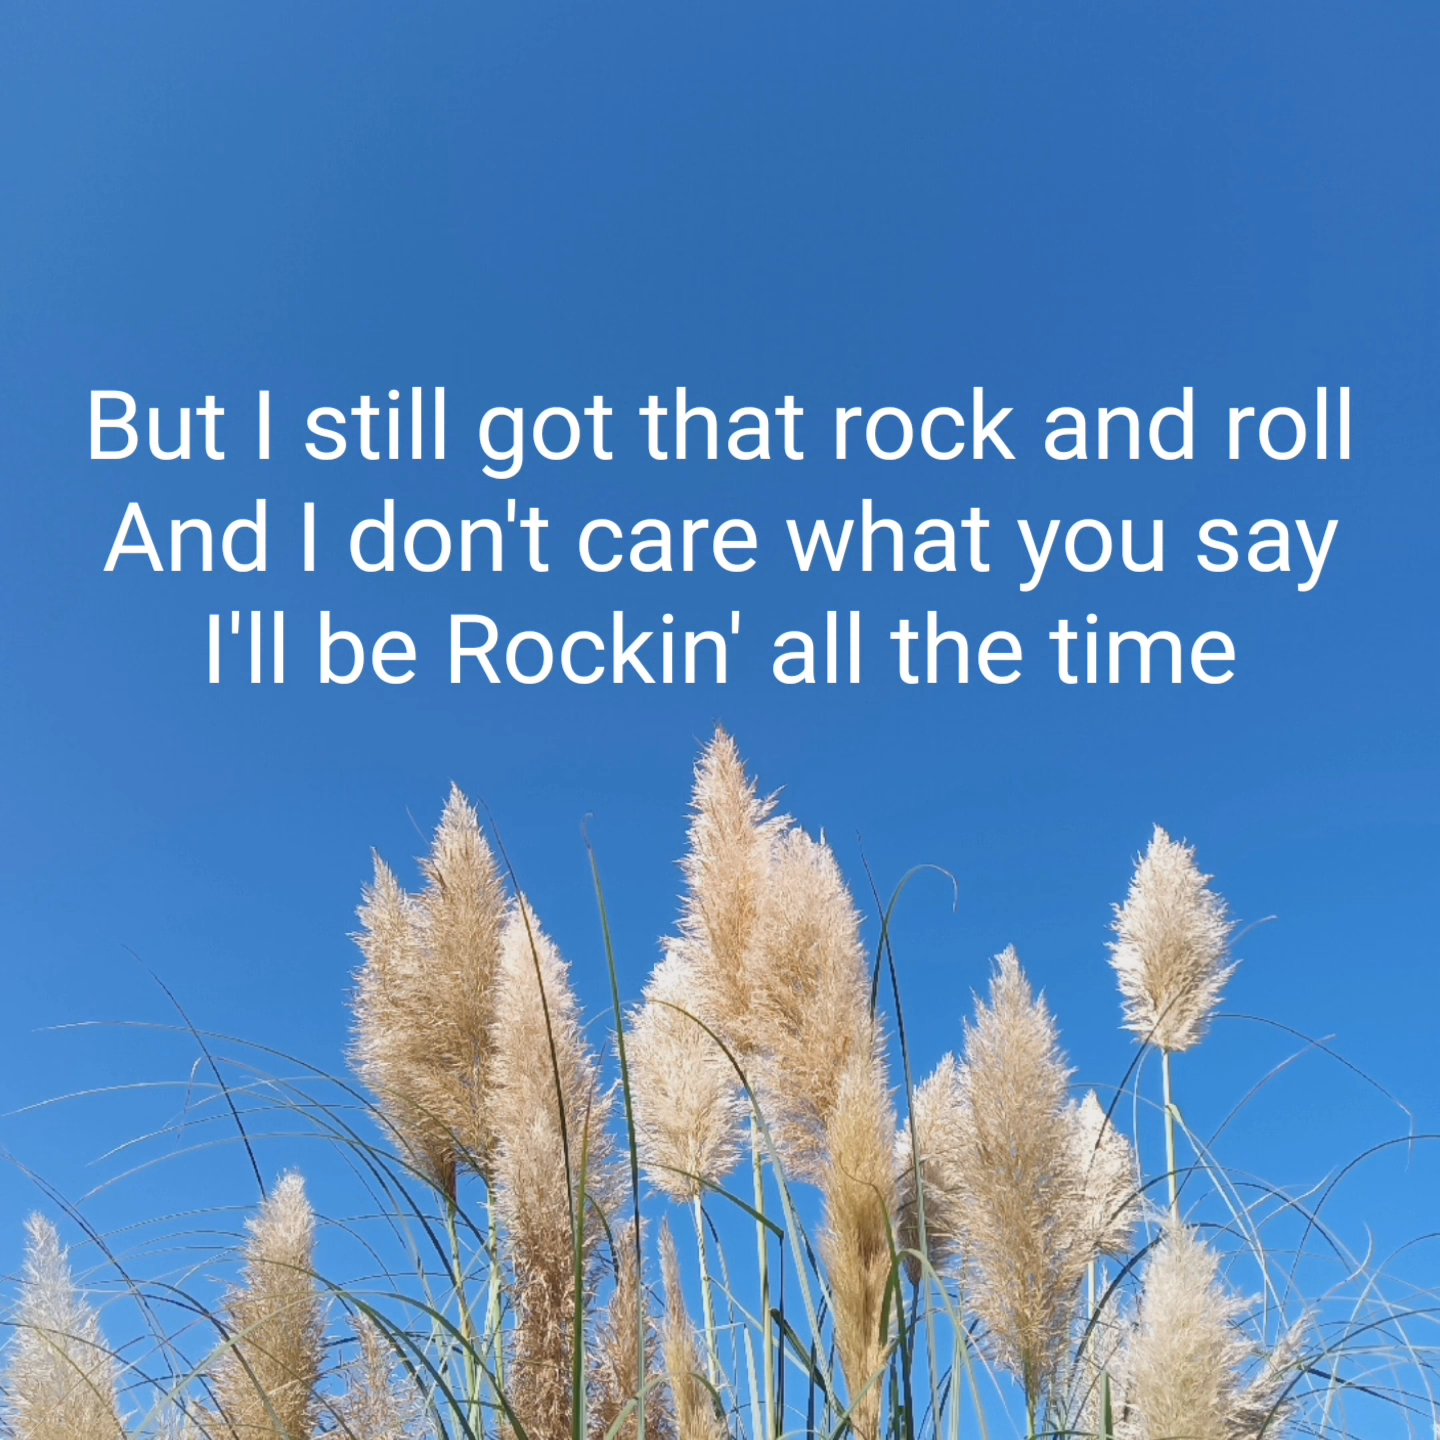 But I still got that rock and roll
And I don't care what you say
I'll be Rockin' all the time